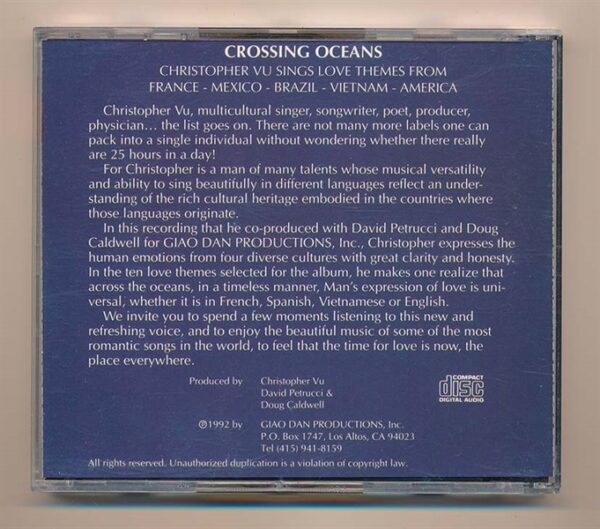 CROSSING OCEANS
CHRISTOPHER VU SINGS LOVE THEMES FROM
FRANCE - MEXICO - BRAZIL - VIETNAM - AMERICA
Christopher Vu, multicultural singer, songwriter, poet, producer,
physician... the list goes on. There are not many more labels one can
pack into a single individual without wondering whether there really
are 25 hours in a day!
For Christopher is a man of many talents whose musical versatility
and ability to sing beautifully in different languages reflect an under-
standing of the rich cultural heritage embodied in the countries where
those languages originate.
In this recording that he co-produced with David Petrucci and Doug
Caldwell for GIAO DAN PRODUCTIONS, Inc., Christopher expresses the
human emotions from four diverse cultures with great clarity and honesty.
In the ten love themes selected for the album, he makes one realize that
across the oceans, in a timeless manner, Man's expression of love is uni-
versal, whether it is in French, Spanish, Vietnamese or English.
We invite you to spend a few moments listening to this new and
refreshing voice, and to enjoy the beautiful music of some of the most
romantic songs in the world, to feel that the time for love is now, the
place everywhere.
Produced by Christopher Vu
David Petrucci &
Doug Caldwell
COMPACT
disc
DIGITAL AUDIO
℗1992 by GIAO DAN PRODUCTIONS, Inc.
P.O. Box 1747, Los Altos, CA 94023
Tel (415) 941-8159
All rights reserved. Unauthorized duplication is a violation of copyright law.